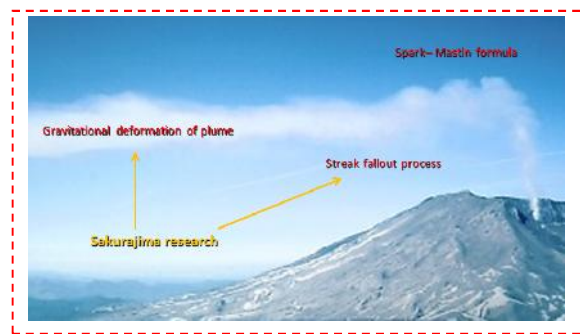 Spark– Mastin formula
Gravitational deformation of plume
Streak fallout process
Sakurajima research